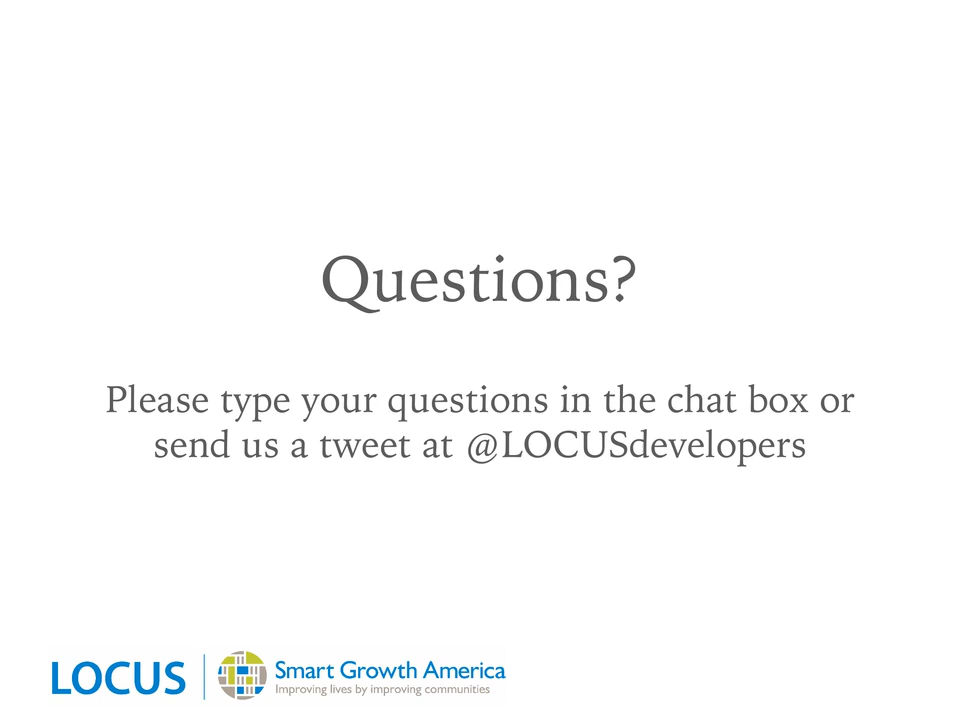 Questions?
Please type your questions in the chat box or
send us a tweet at @LOCUSdevelopers
LOCUS
Smart Growth America
Improving lives by improving communities